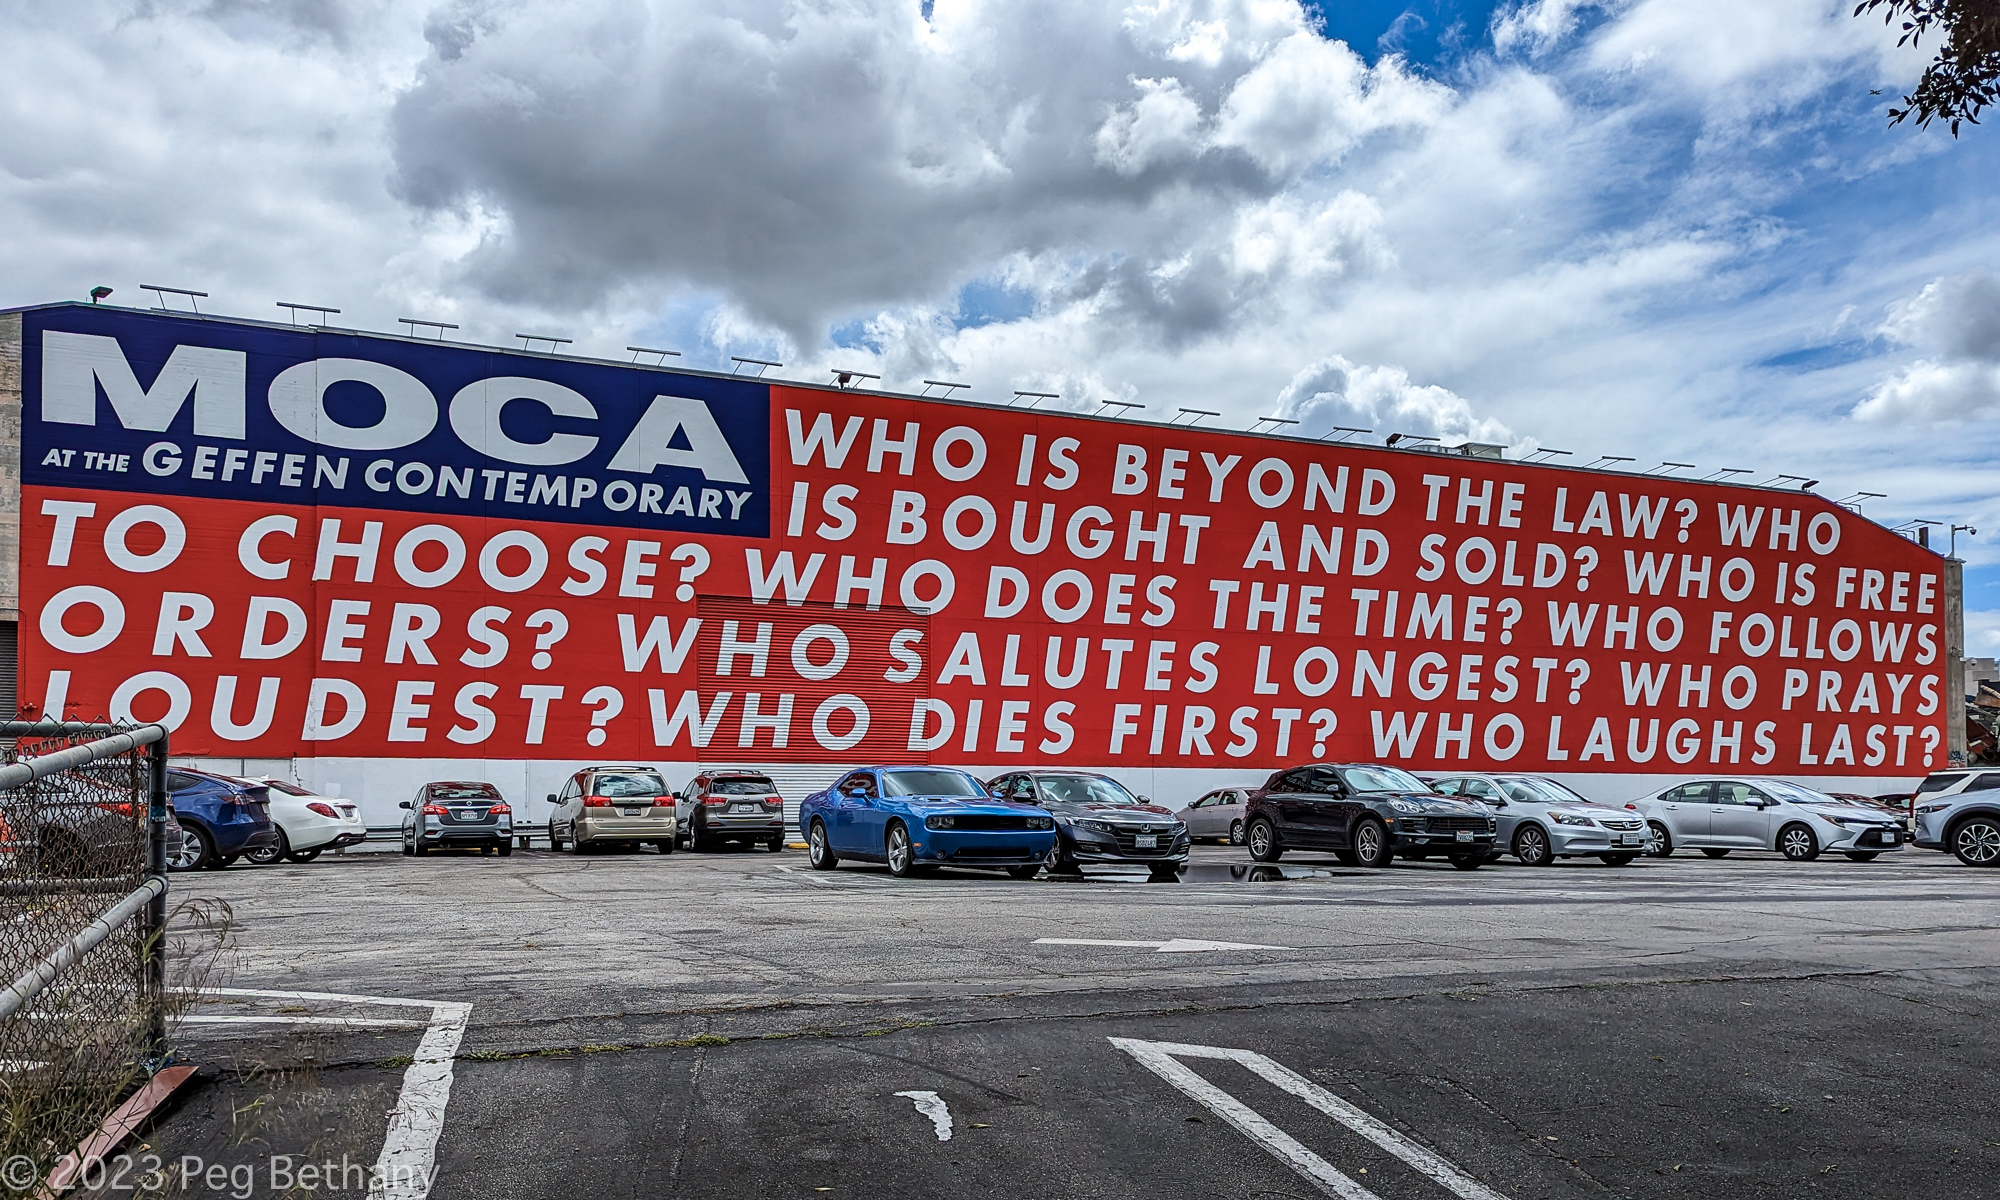 MOCA
AT THE GEFFEN CONTEMPORARY
WHO IS BEYOND THE LAW? WHO
IS BOUGHT AND SOLD? WHO IS FREE
TO CHOOSE? WHO DOES THE TIME? WHO FOLLOWS
ORDERS? WHO SALUTES LONGEST? WHO PRAYS
LOUDEST? WHO DIES FIRST? WHO LAUGHS LAST?
© 2023 Peg Bethany